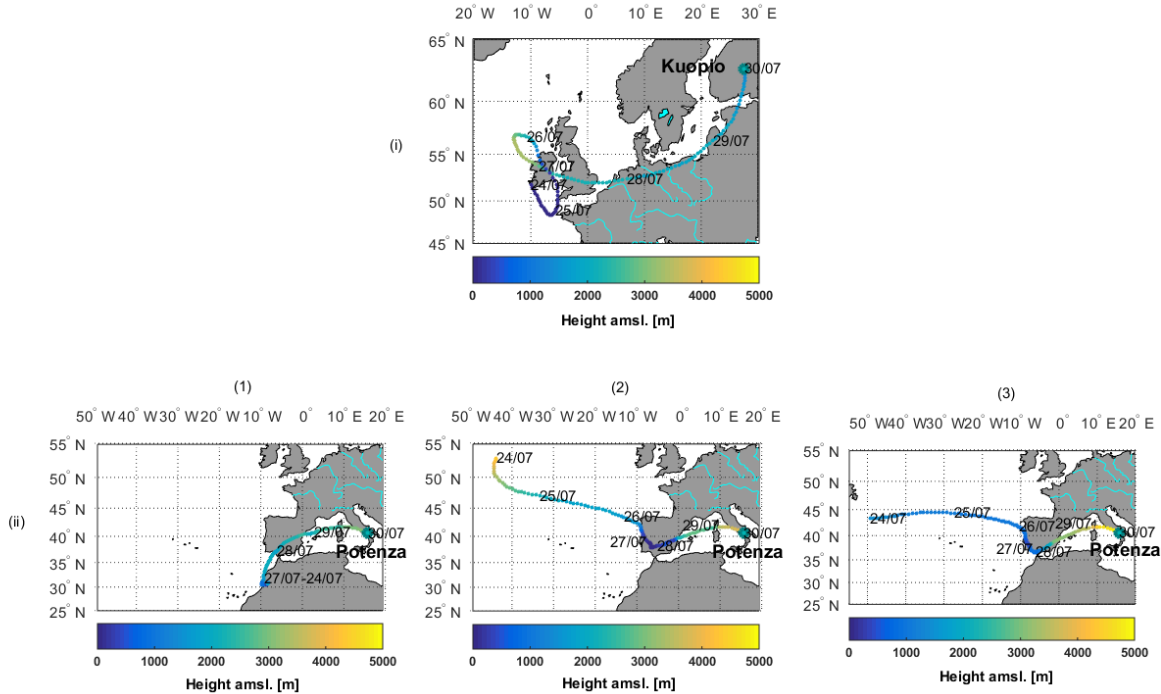 20° W 10° W 0° 10° E 20° E 30° E
65° N
Kuopio 30/07
60° N
26/07
29/07
(i)
55° N
27/07
28/07
24/07
50° N
25/07
45° N
0 1000 2000 3000 4000 5000
Height amsl. [m]
(1)
50° W 40° W 30° W 20° W 10° W 0° 10° E 20° E
55° N
50° N
45° N
(ii)
40° N
29/07 30/07
Potenza
28/07
35° N
27/07-24/07
30° N
25° N
0 1000 2000 3000 4000 5000
Height amsl. [m]
(2)
50° W 40° W 30° W 20° W 10° W 0° 10° E 20° E
55° N
24/07
50° N
25/07
45° N
26/07
29/07
40° N
30/07
27/07 28/07
Potenza
35° N
30° N
25° N
0 1000 2000 3000 4000 5000
Height amsl. [m]
(3)
50° W 40° W 30° W 20° W 10° W 0° 10° E 20° E
55° N
50° N
45° N
24/07 25/07
26/07 29/07
40° N
30/07
27/07 28/07
Potenza
35° N
30° N
25° N
0 1000 2000 3000 4000 5000
Height amsl. [m]